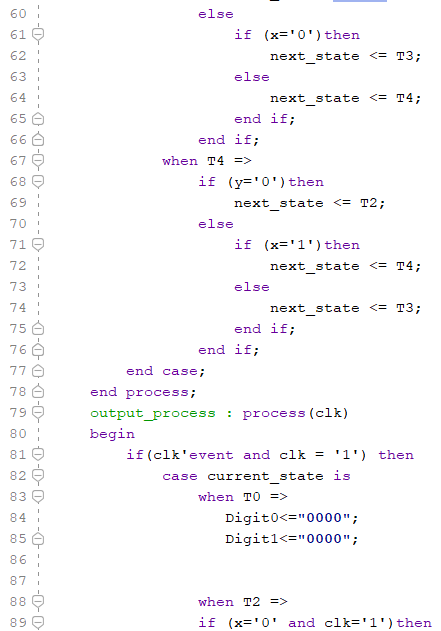 60 else
61 if (x='0')then
62 next_state <= T3;
63 else
64 next_state <= T4;
65 end if;
66 end if;
67 when T4 =>
68 if (y='0')then
69 next_state <= T2;
70 else
71 if (x='1')then
72 next_state <= T4;
73 else
74 next_state <= T3;
75 end if;
76 end if;
77 end case;
78 end process;
79 output_process : process(clk)
80 begin
81 if(clk'event and clk = '1') then
82 case current_state is
83 when T0 =>
84 Digit0<="0000";
85 Digit1<="0000";
86
87
88 when T2 =>
89 if (x='0' and clk='1')then